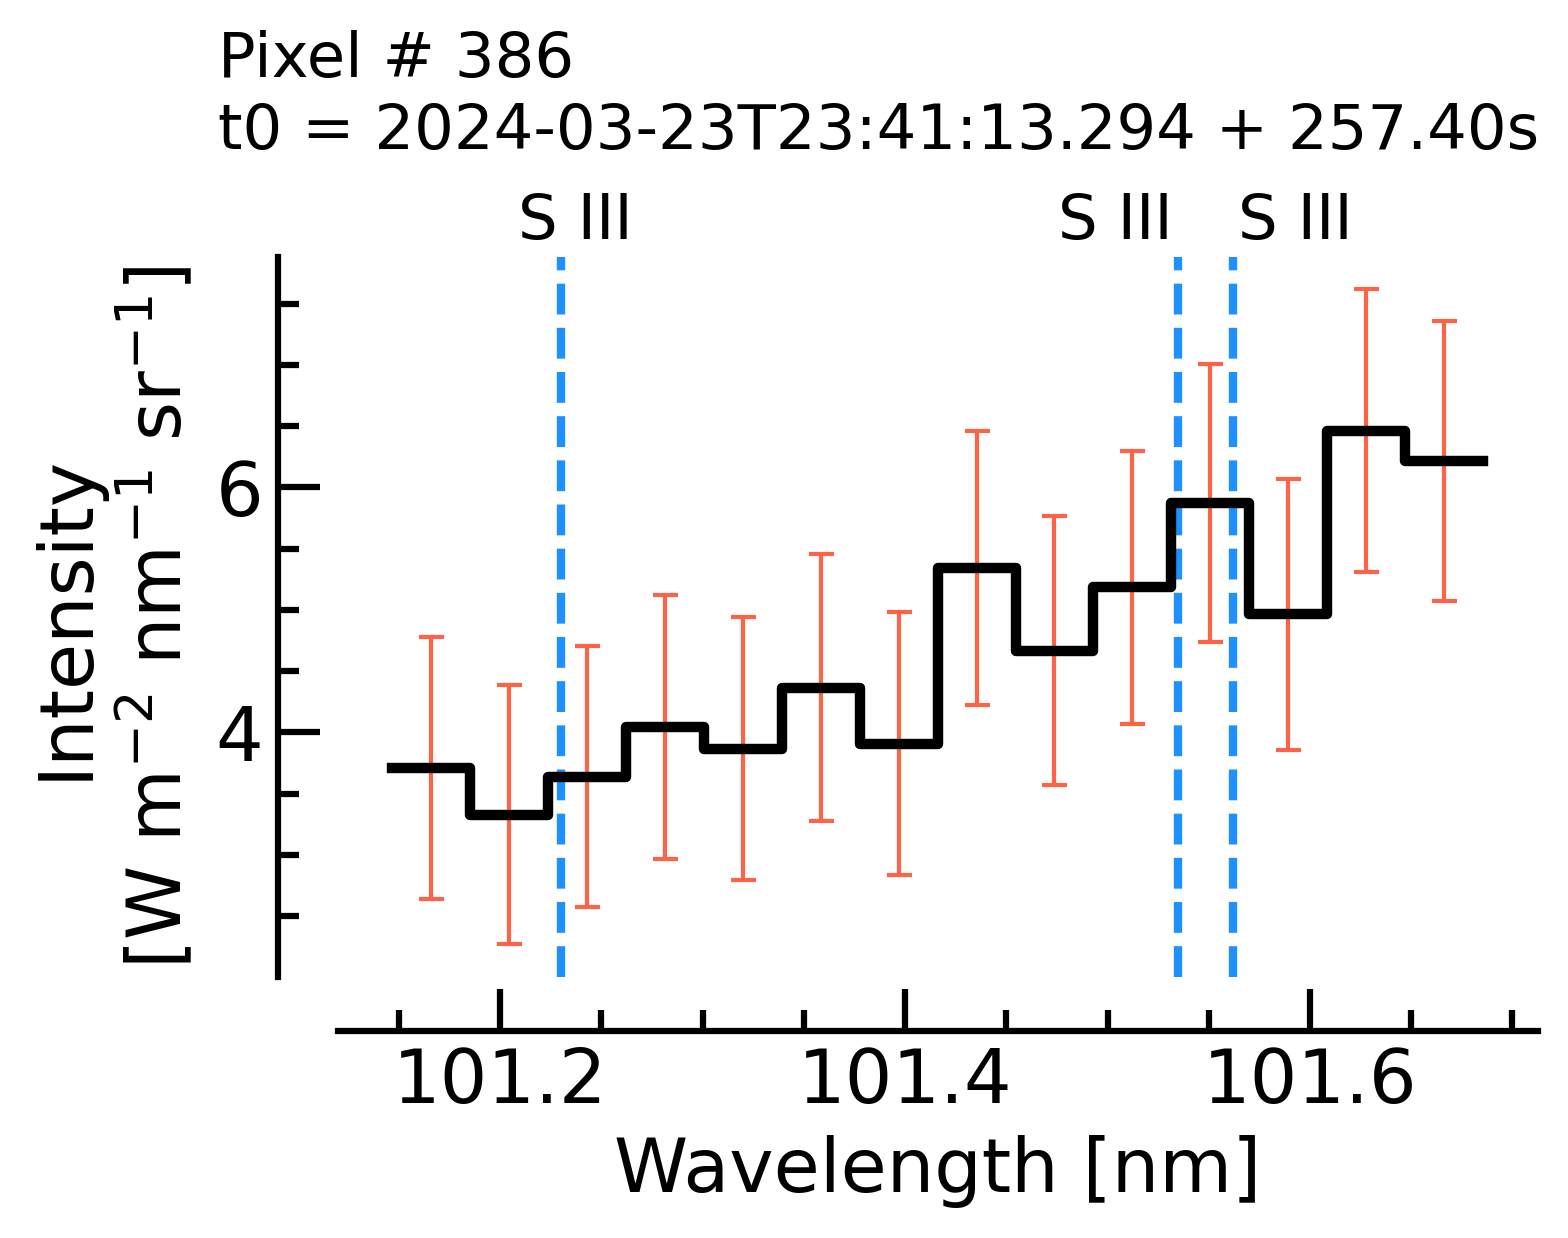 Pixel # 386
t0 = 2024-03-23T23:41:13.294 + 257.40s
S III S III S III
Intensity
[W m⁻² nm⁻¹ sr⁻¹]
6
4
101.2 101.4 101.6
Wavelength [nm]